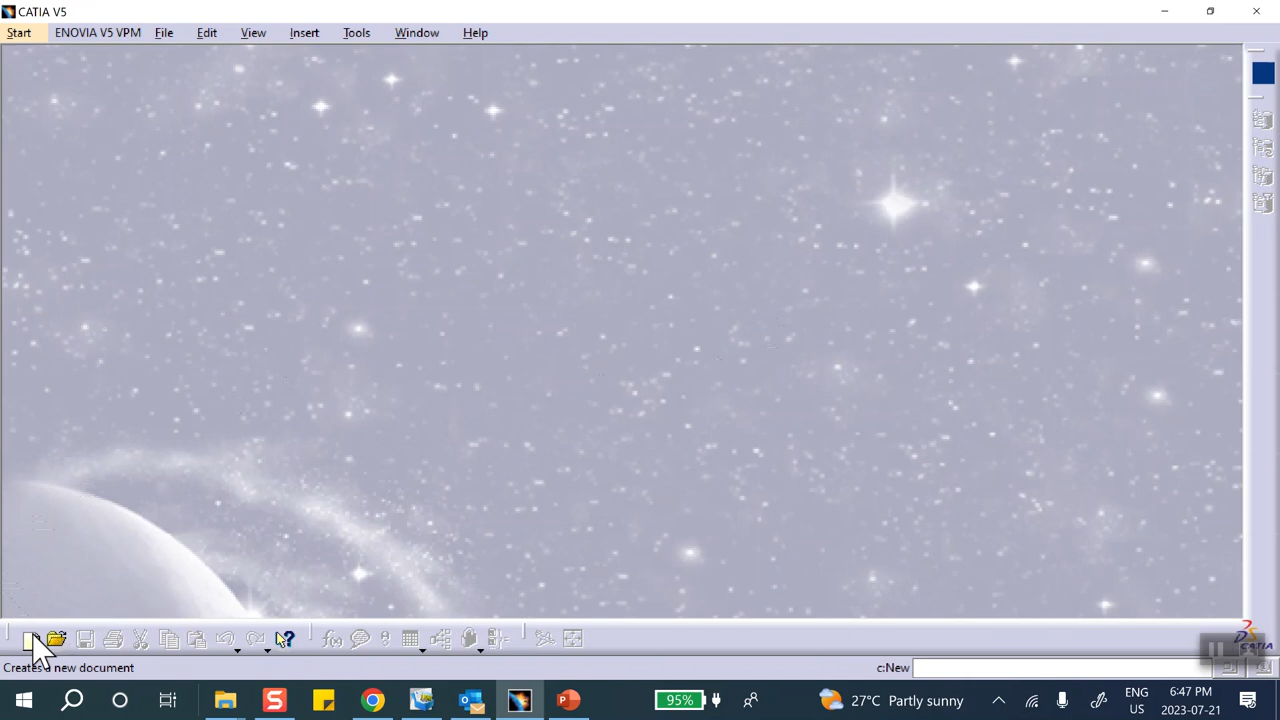 CATIA V5
Start ENOVIA V5 VPM File Edit View Insert Tools Window Help
f(x)
CATIA
Creates a new document
c:New
95%
27°C Partly sunny
ENG
US
6:47 PM
2023-07-21